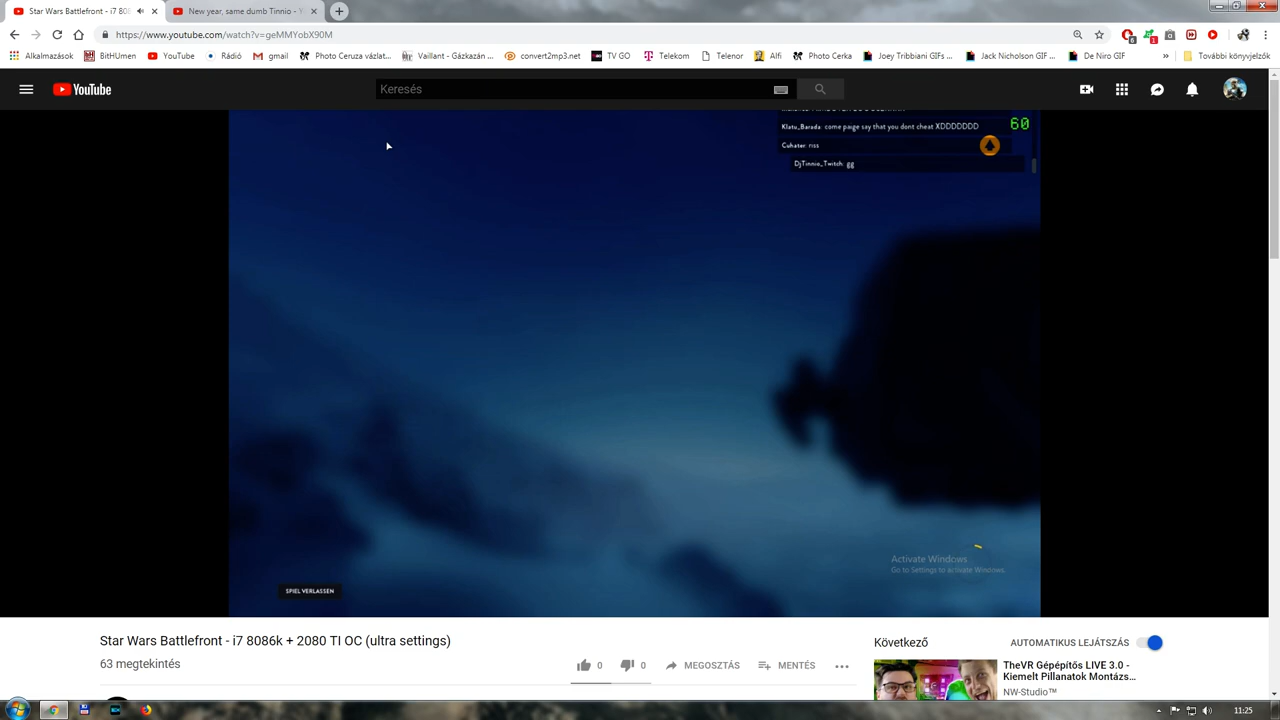 Star Wars Battlefront - i7 808
New year, same dumb Tinnio - Y
https://www.youtube.com/watch?v=geMMYobX90M
Alkalmazások
BitHUmen
YouTube
Rádió
gmail
Photo Ceruza vázlat...
Vaillant - Gázkazán...
convert2mp3.net
TV GO
Telekom
Telenor
Alfi
Photo Cerka
Joey Tribbiani GIFs ...
Jack Nicholson GIF ...
De Niro GIF
»
További könyvjelzők
YouTube
Keresés
Klatu_Barada: come paige say that you dont cheat XDDDDDDD
60
Cuhater: nss
DjTinnio_Twitch: gg
Activate Windows
Go to Settings to activate Windows.
SPIEL VERLASSEN
Star Wars Battlefront - i7 8086k + 2080 TI OC (ultra settings)
63 megtekintés
0
0
MEGOSZTÁS
MENTÉS
Következő
AUTOMATIKUS LEJÁTSZÁS
TheVR Gépépítős LIVE 3.0 -
Kiemelt Pillanatok Montázs...
NW-Studio™
11:25